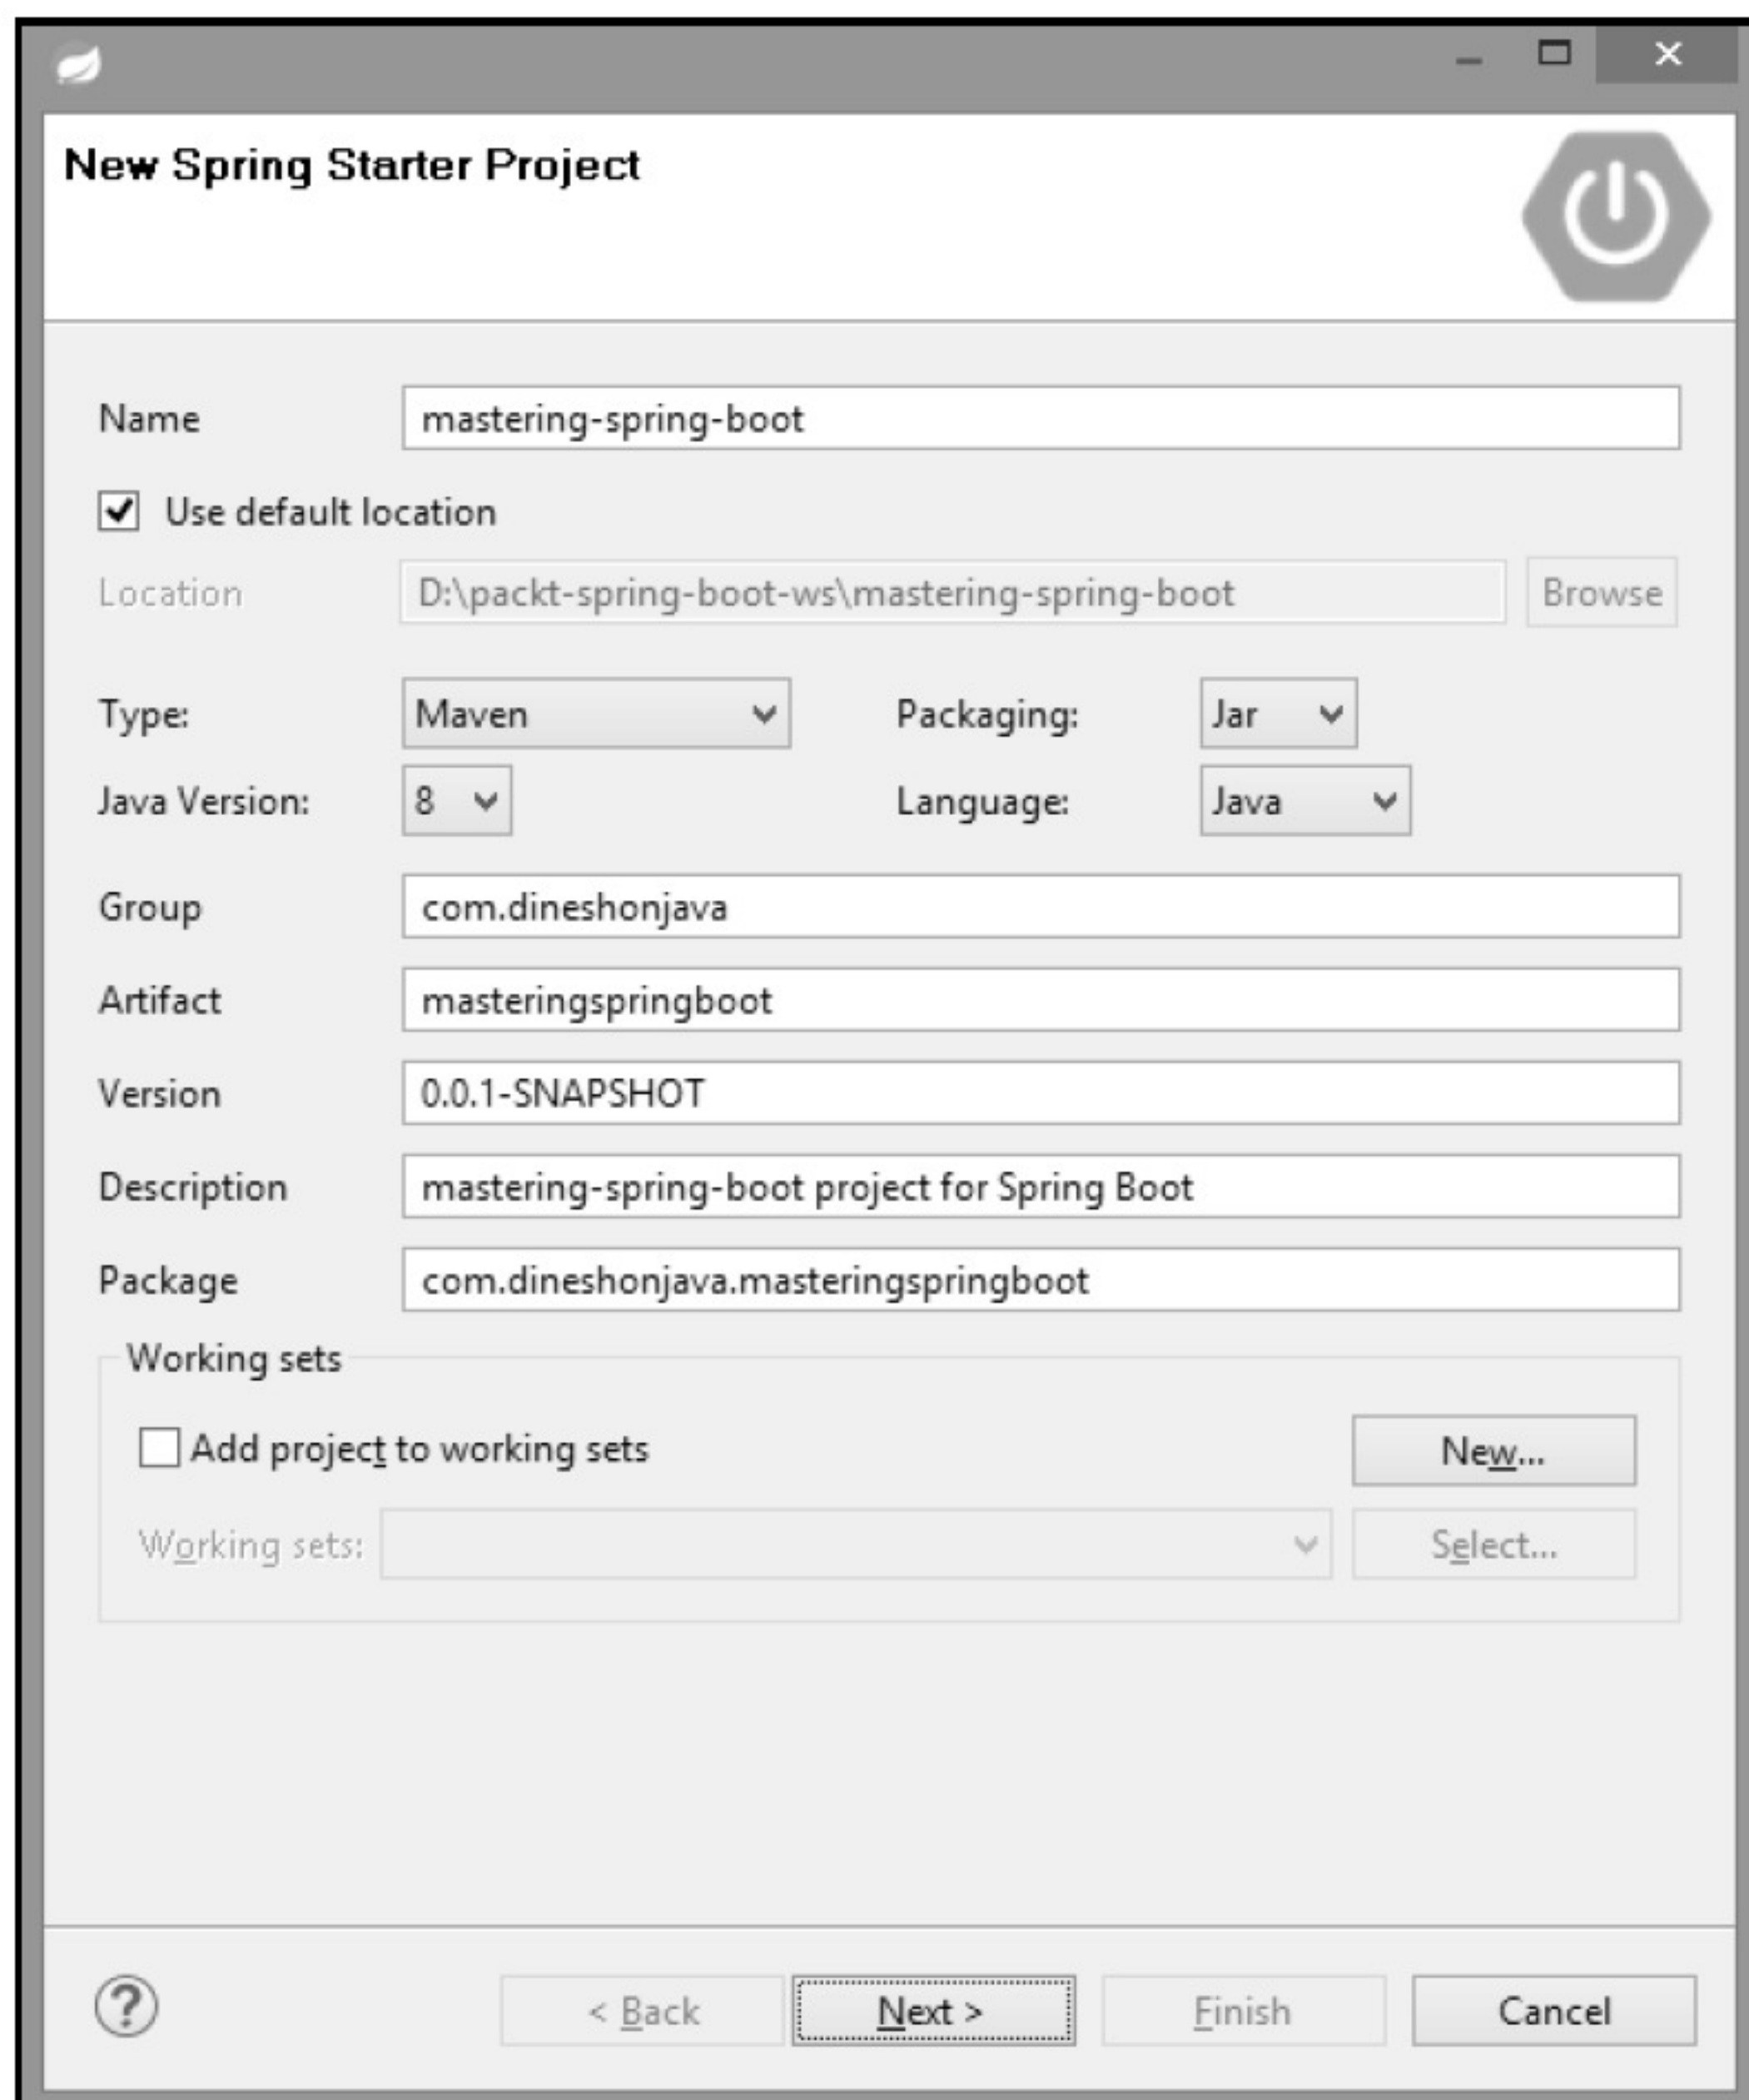 New Spring Starter Project
Name mastering-spring-boot
Use default location
Location D:\packt-spring-boot-ws\mastering-spring-boot Browse
Type: Maven Packaging: Jar
Java Version: 8 Language: Java
Group com.dineshonjava
Artifact masteringspringboot
Version 0.0.1-SNAPSHOT
Description mastering-spring-boot project for Spring Boot
Package com.dineshonjava.masteringspringboot
Working sets
Add project to working sets New...
Working sets: Select...
< Back Next > Finish Cancel